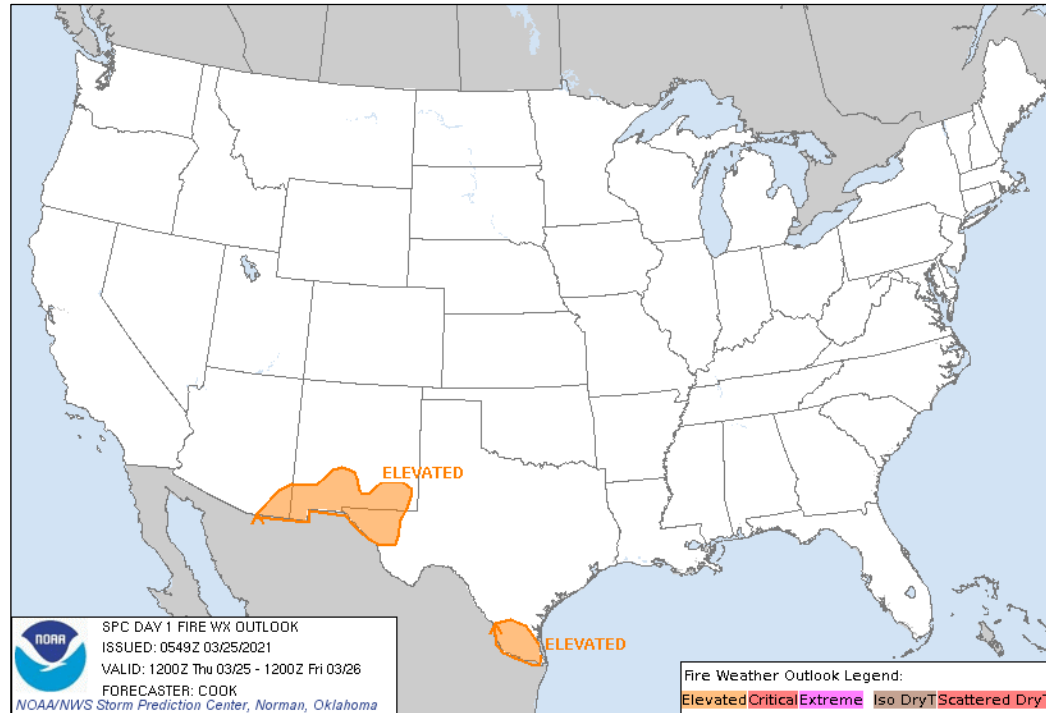 ELEVATED
ELEVATED
NOAA
SPC DAY 1 FIRE WX OUTLOOK
ISSUED: 0549Z 03/25/2021
VALID: 1200Z Thu 03/25 - 1200Z Fri 03/26
FORECASTER: COOK
NOAA/NWS Storm Prediction Center, Norman, Oklahoma
Fire Weather Outlook Legend:
Elevated Critical Extreme Iso DryT Scattered DryT